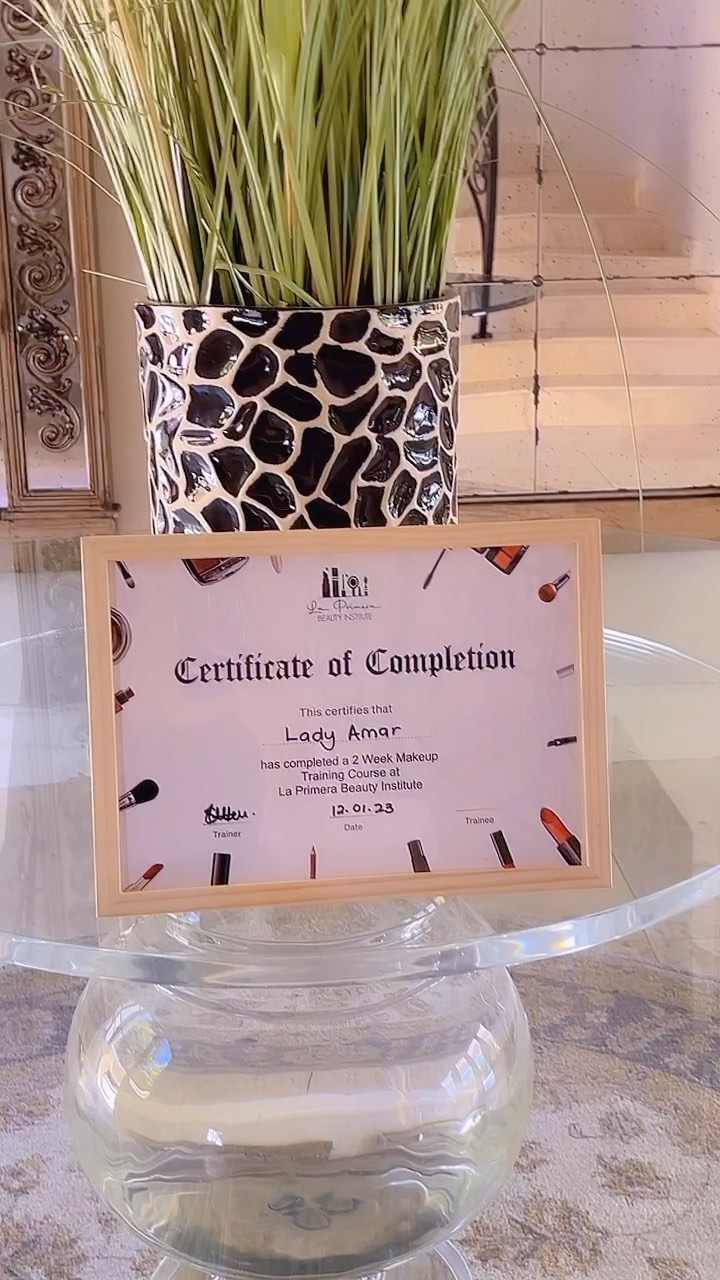 La Primera
BEAUTY INSTITUTE
Certificate of Completion
This certifies that
Lady Amar
has completed a 2 Week Makeup
Training Course at
La Primera Beauty Institute
12.01.23
Trainer
Date
Trainee